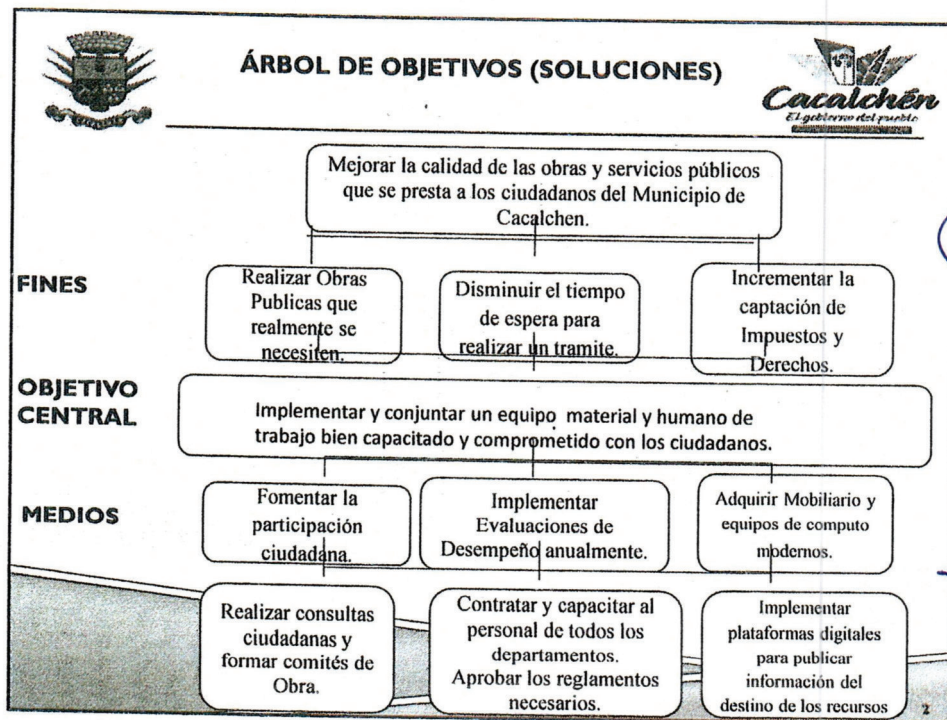 ÁRBOL DE OBJETIVOS (SOLUCIONES)
Cacalchén
El gobierno del pueblo
Mejorar la calidad de las obras y servicios públicos
que se presta a los ciudadanos del Municipio de
Cacalchen.
FINES
Realizar Obras
Publicas que
realmente se
necesiten.
Disminuir el tiempo
de espera para
realizar un tramite.
Incrementar la
captación de
Impuestos y
Derechos.
OBJETIVO
CENTRAL
Implementar y conjuntar un equipo material y humano de
trabajo bien capacitado y comprometido con los ciudadanos.
MEDIOS
Fomentar la
participación
ciudadana.
Implementar
Evaluaciones de
Desempeño anualmente.
Adquirir Mobiliario y
equipos de computo
modernos.
Realizar consultas
ciudadanas y
formar comités de
Obra.
Contratar y capacitar al
personal de todos los
departamentos.
Aprobar los reglamentos
necesarios.
Implementar
plataformas digitales
para publicar
información del
destino de los recursos
2